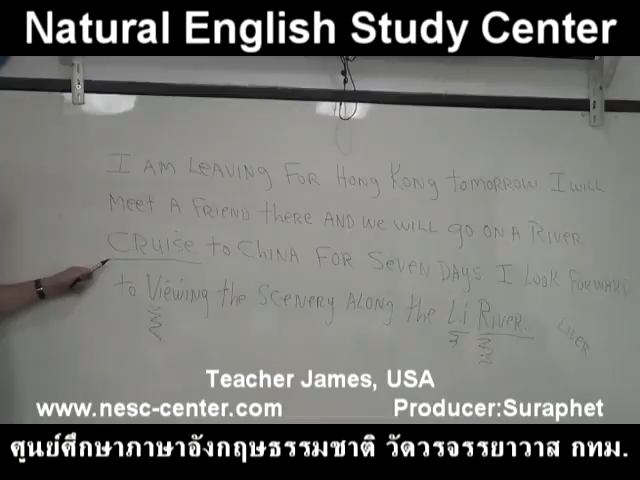 Natural English Study Center
I AM LEAVING FOR HONG KONG tomorrow. I WILL
MEET A FRIEND there AND WE WILL go ON A RIVER
CRUISE to CHINA FOR SEVEN DAYS. I LOOK FORWARD
to VIEWING the SCENERY ALONG the Li RIVER.
LIVER
Teacher James, USA
www.nesc-center.com Producer:Suraphet
ศูนย์ศึกษาภาษาอังกฤษธรรมชาติ วัดวรจรรยาวาส กทม.